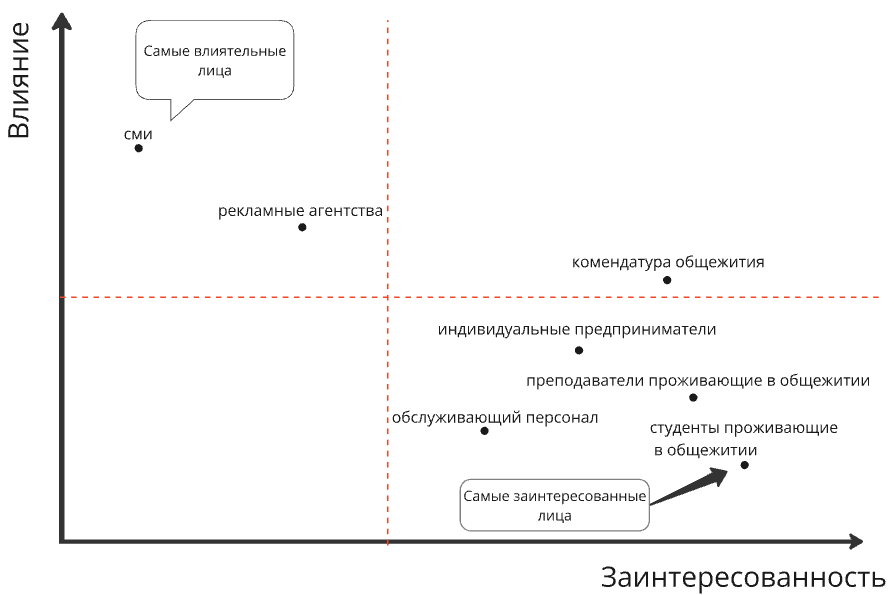 Влияние
Самые влиятельные
лица
сми
рекламные агентства
комендатура общежития
индивидуальные предприниматели
преподаватели проживающие в общежитии
обслуживающий персонал
студенты проживающие
в общежитии
Самые заинтересованные
лица
Заинтересованность